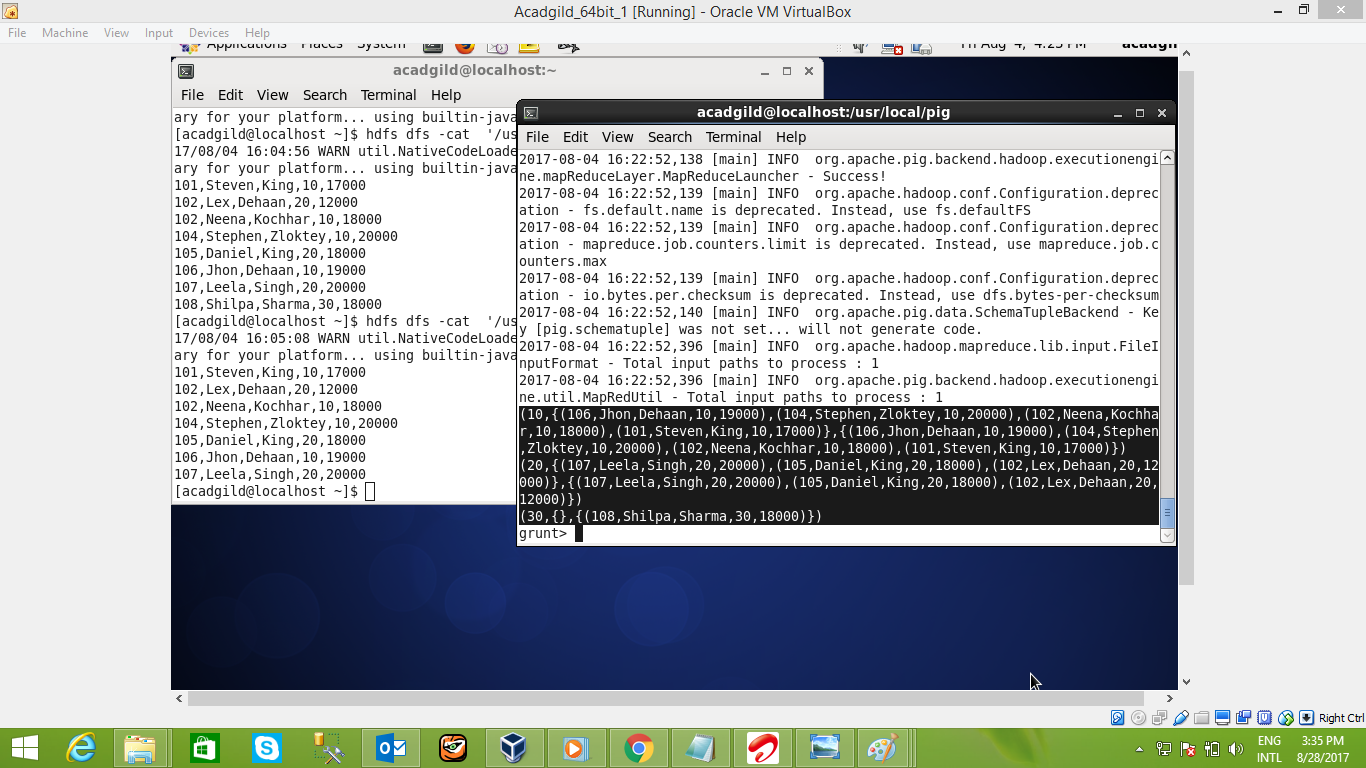 Acadgild_64bit_1 [Running] - Oracle VM VirtualBox
File Machine View Input Devices Help
Applications Places System Fri Aug 4, 4:25 PM acadgil
acadgild@localhost:~
File Edit View Search Terminal Help
ary for your platform... using builtin-java
[acadgild@localhost ~]$ hdfs dfs -cat '/us
17/08/04 16:04:56 WARN util.NativeCodeLoade
ary for your platform... using builtin-java
101,Steven,King,10,17000
102,Lex,Dehaan,20,12000
102,Neena,Kochhar,10,18000
104,Stephen,Zloktey,10,20000
105,Daniel,King,20,18000
106,Jhon,Dehaan,10,19000
107,Leela,Singh,20,20000
108,Shilpa,Sharma,30,18000
[acadgild@localhost ~]$ hdfs dfs -cat '/us
17/08/04 16:05:08 WARN util.NativeCodeLoade
ary for your platform... using builtin-java
101,Steven,King,10,17000
102,Lex,Dehaan,20,12000
102,Neena,Kochhar,10,18000
104,Stephen,Zloktey,10,20000
105,Daniel,King,20,18000
106,Jhon,Dehaan,10,19000
107,Leela,Singh,20,20000
[acadgild@localhost ~]$
acadgild@localhost:/usr/local/pig
File Edit View Search Terminal Help
2017-08-04 16:22:52,138 [main] INFO org.apache.pig.backend.hadoop.executionengi
ne.mapReduceLayer.MapReduceLauncher - Success!
2017-08-04 16:22:52,139 [main] INFO org.apache.hadoop.conf.Configuration.deprec
ation - fs.default.name is deprecated. Instead, use fs.defaultFS
2017-08-04 16:22:52,139 [main] INFO org.apache.hadoop.conf.Configuration.deprec
ation - mapreduce.job.counters.limit is deprecated. Instead, use mapreduce.job.c
ounters.max
2017-08-04 16:22:52,139 [main] INFO org.apache.hadoop.conf.Configuration.deprec
ation - io.bytes.per.checksum is deprecated. Instead, use dfs.bytes-per-checksum
2017-08-04 16:22:52,140 [main] INFO org.apache.pig.data.SchemaTupleBackend - Ke
y [pig.schematuple] was not set... will not generate code.
2017-08-04 16:22:52,396 [main] INFO org.apache.hadoop.mapreduce.lib.input.FileI
nputFormat - Total input paths to process : 1
2017-08-04 16:22:52,396 [main] INFO org.apache.pig.backend.hadoop.executionengi
ne.util.MapRedUtil - Total input paths to process : 1
(10,{(106,Jhon,Dehaan,10,19000),(104,Stephen,Zloktey,10,20000),(102,Neena,Kochha
r,10,18000),(101,Steven,King,10,17000)},{(106,Jhon,Dehaan,10,19000),(104,Stephen
,Zloktey,10,20000),(102,Neena,Kochhar,10,18000),(101,Steven,King,10,17000)})
(20,{(107,Leela,Singh,20,20000),(105,Daniel,King,20,18000),(102,Lex,Dehaan,20,12
000)},{(107,Leela,Singh,20,20000),(105,Daniel,King,20,18000),(102,Lex,Dehaan,20,
12000)})
(30,{},{(108,Shilpa,Sharma,30,18000)})
grunt>
Right Ctrl
ENG 3:35 PM
INTL 8/28/2017